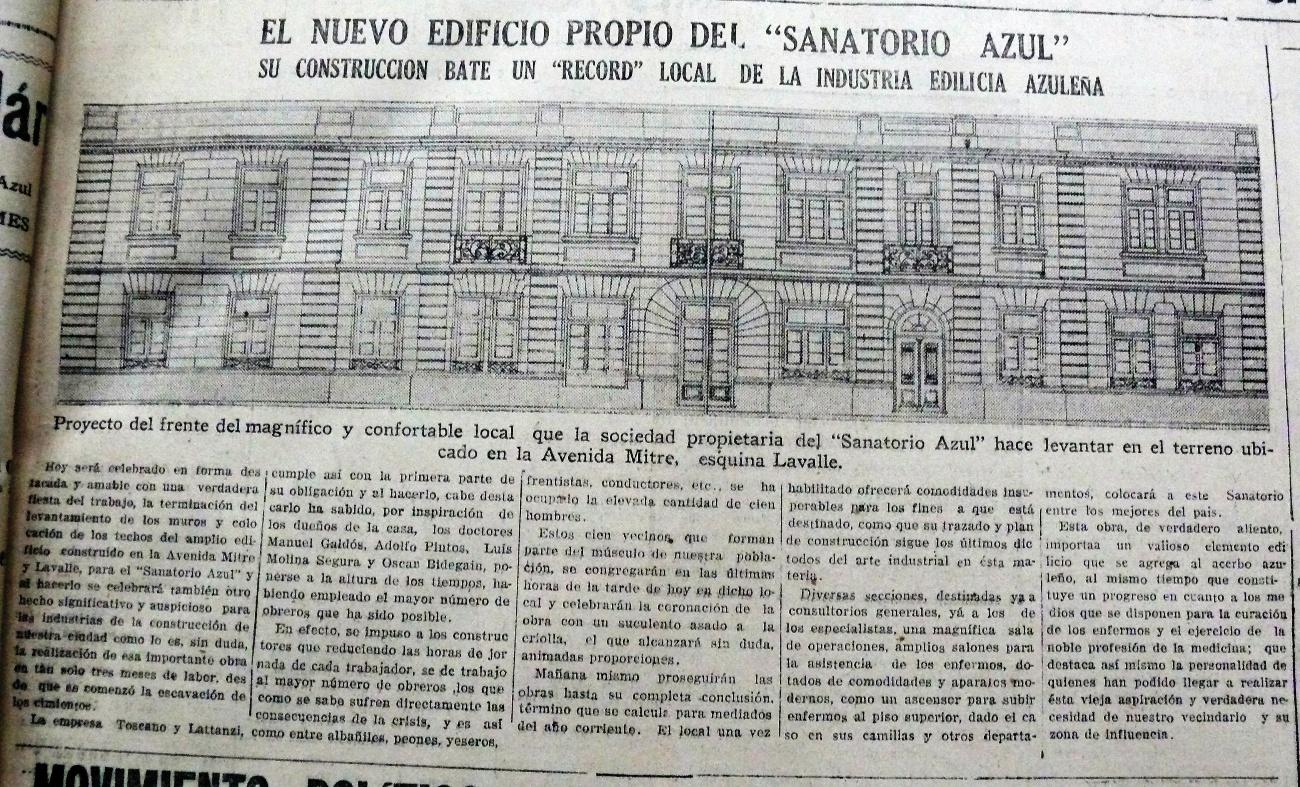 EL NUEVO EDIFICIO PROPIO DEL "SANATORIO AZUL"
SU CONSTRUCCION BATE UN "RECORD" LOCAL DE LA INDUSTRIA EDILICIA AZULEÑA
Azul
MES
Proyecto del frente del magnífico y confortable local que la sociedad propietaria del "Sanatorio Azul" hace levantar en el terreno ubi-
cado en la Avenida Mitre, esquina Lavalle.
Hoy será celebrado en forma des
tacada y amable con una verdadera
fiesta del trabajo, la terminación del
levantamiento de los muros y colo
cación de los techos del amplio edi-
ficio construido en la Avenida Mitre
y Lavalle, para el "Sanatorio Azul" y
al hacerlo se celebrará también otro
hecho significativo y auspicioso para
las industrias de la construcción de
nuestra ciudad como lo es, sin duda,
la realización de esa importante obra
en tan solo tres meses de labor, des
de que se comenzó la escavación de
los cimientos.
La empresa Toscano y Lattanzi,
cumple así con la primera parte de
su obligación y al hacerlo, cabe desta
carlo ha sabido, por inspiración de
los dueños de la casa, los doctores
Manuel Galdós, Adolfo Pintos, Luis
Molina Segura y Oscar Bidegain, po-
nerse a la altura de los tiempos, ha-
biendo empleado el mayor número de
obreros que ha sido posible.
En efecto, se impuso a los construc
tores que reduciendo las horas de jor
nada de cada trabajador, se de trabajo
al mayor número de obreros ,los que
como se sabe sufren directamente las
consecuencias de la crisis, y es así
como entre albañiles, peones, yeseros,
frentistas, conductores, etc., se ha
ocupado la elevada cantidad de cien
hombres.
Estos cien vecinos, que forman
parte del músculo de nuestra pobla-
ción, se congregarán en las últimas
horas de la tarde de hoy en dicho lo-
cal y celebrarán la coronación de la
obra con un suculento asado a la
criolla, el que alcanzará sin duda,
animadas proporciones.
Mañana mismo proseguirán las
obras hasta su completa conclusión,
término que se calcula para mediados
del año corriente. El local una vez
habilitado ofrecerá comodidades insu-
perables para los fines a que está
destinado, como que su trazado y plan
de construcción sigue los últimos dic
tados del arte industrial en ésta ma-
teria.
Diversas secciones, destinadas ya a
consultorios generales, yá a los de
los especialistas, una magnífica sala
de operaciones, amplios salones para
la asistencia de los enfermos, do-
tados de comodidades y aparatos mo-
dernos, como un ascensor para subir
enfermos al piso superior, dado el ca
so en sus camillas y otros departa-
mentos, colocará a este Sanatorio
entre los mejores del país.
Esta obra, de verdadero aliento,
importaa un valioso elemento edi
licio que se agrega al acerbo azu-
leño, al mismo tiempo que consti-
tuye un progreso en cuanto a los me
dios que se disponen para la curación
de los enfermos y el ejercicio de la
noble profesión de la medicina; que
destaca así mismo la personalidad de
quienes han podido llegar a realizar
ésta vieja aspiración y verdadera ne-
cesidad de nuestro vecindario y su
zona de influencia.
MOVIMIENTO POLITICO